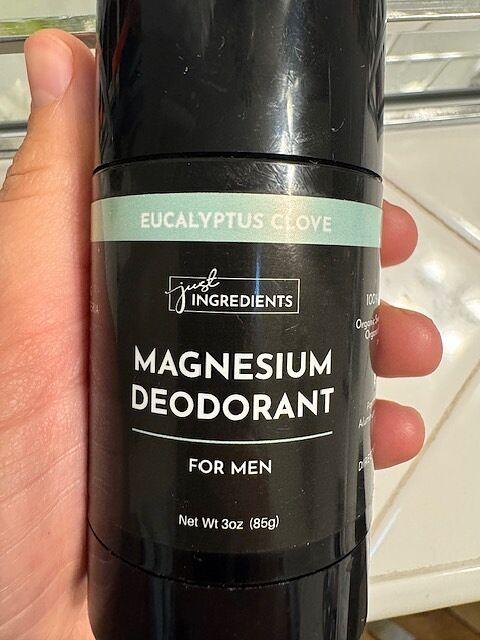 EUCALYPTUS CLOVE
just
INGREDIENTS
MAGNESIUM
DEODORANT
FOR MEN
Net Wt 3oz (85g)